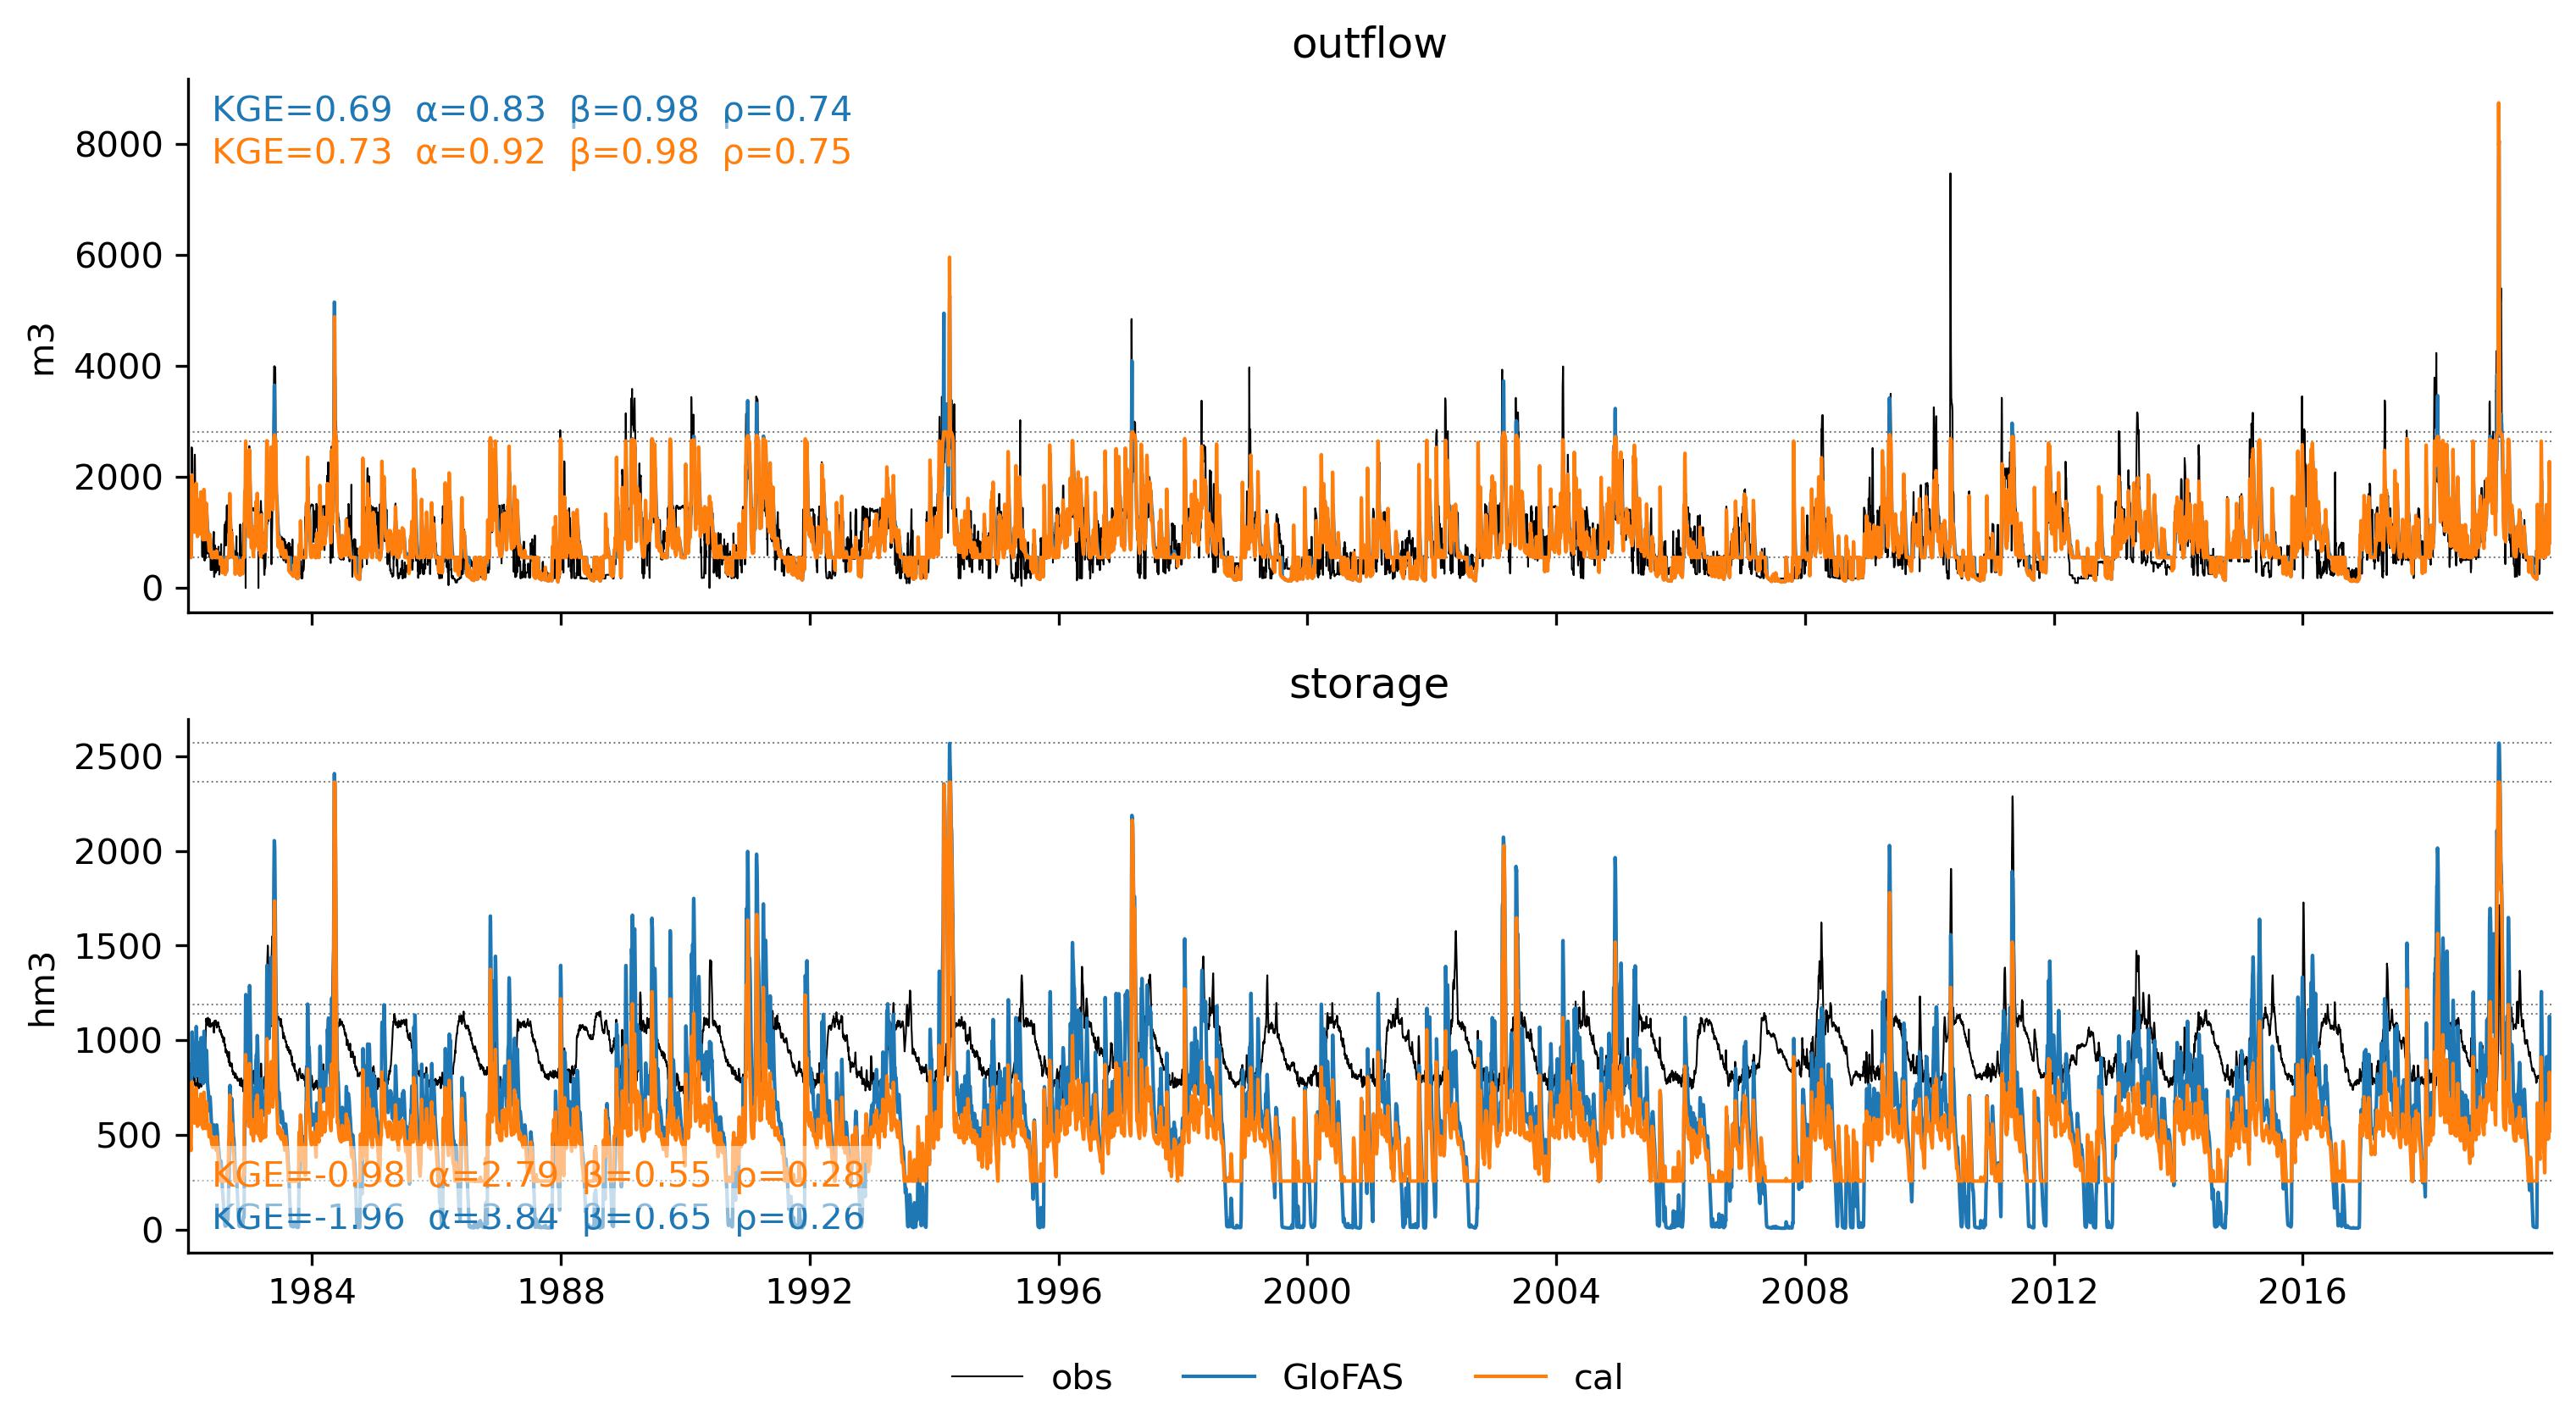 outflow
KGE=0.69 α=0.83 β=0.98 ρ=0.74
KGE=0.73 α=0.92 β=0.98 ρ=0.75
m3
8000
6000
4000
2000
0
storage
hm3
2500
2000
1500
1000
500
0
KGE=-0.98 α=2.79 β=0.55 ρ=0.28
KGE=-1.96 α=3.84 β=0.65 ρ=0.26
1984 1988 1992 1996 2000 2004 2008 2012 2016
obs GloFAS cal